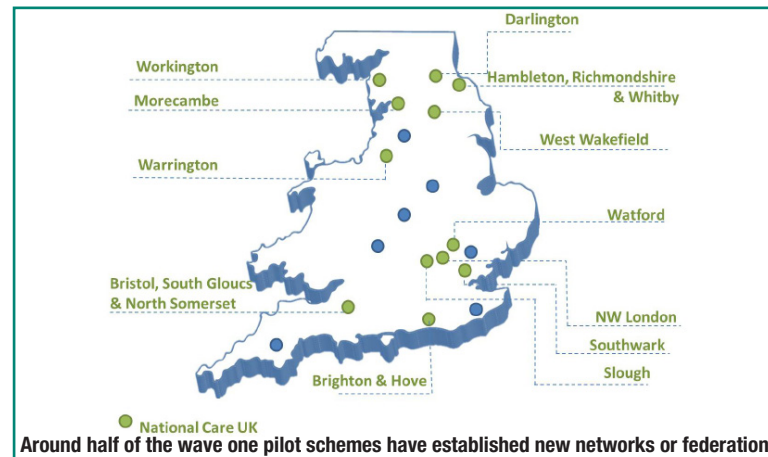 Darlington
Workington
Hambleton, Richmondshire
& Whitby
Morecambe
West Wakefield
Warrington
Watford
Bristol, South Gloucs
& North Somerset
NW London
Southwark
Slough
Brighton & Hove
National Care UK
Around half of the wave one pilot schemes have established new networks or federation